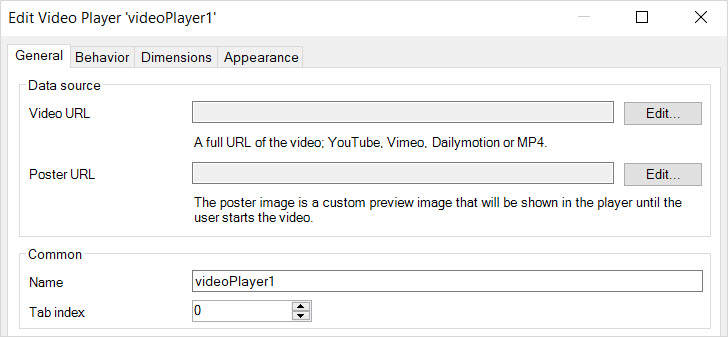 Edit Video Player 'videoPlayer1'
General Behavior Dimensions Appearance
Data source
Video URL Edit...
A full URL of the video; YouTube, Vimeo, Dailymotion or MP4.
Poster URL Edit...
The poster image is a custom preview image that will be shown in the player until the
user starts the video.
Common
Name videoPlayer1
Tab index 0